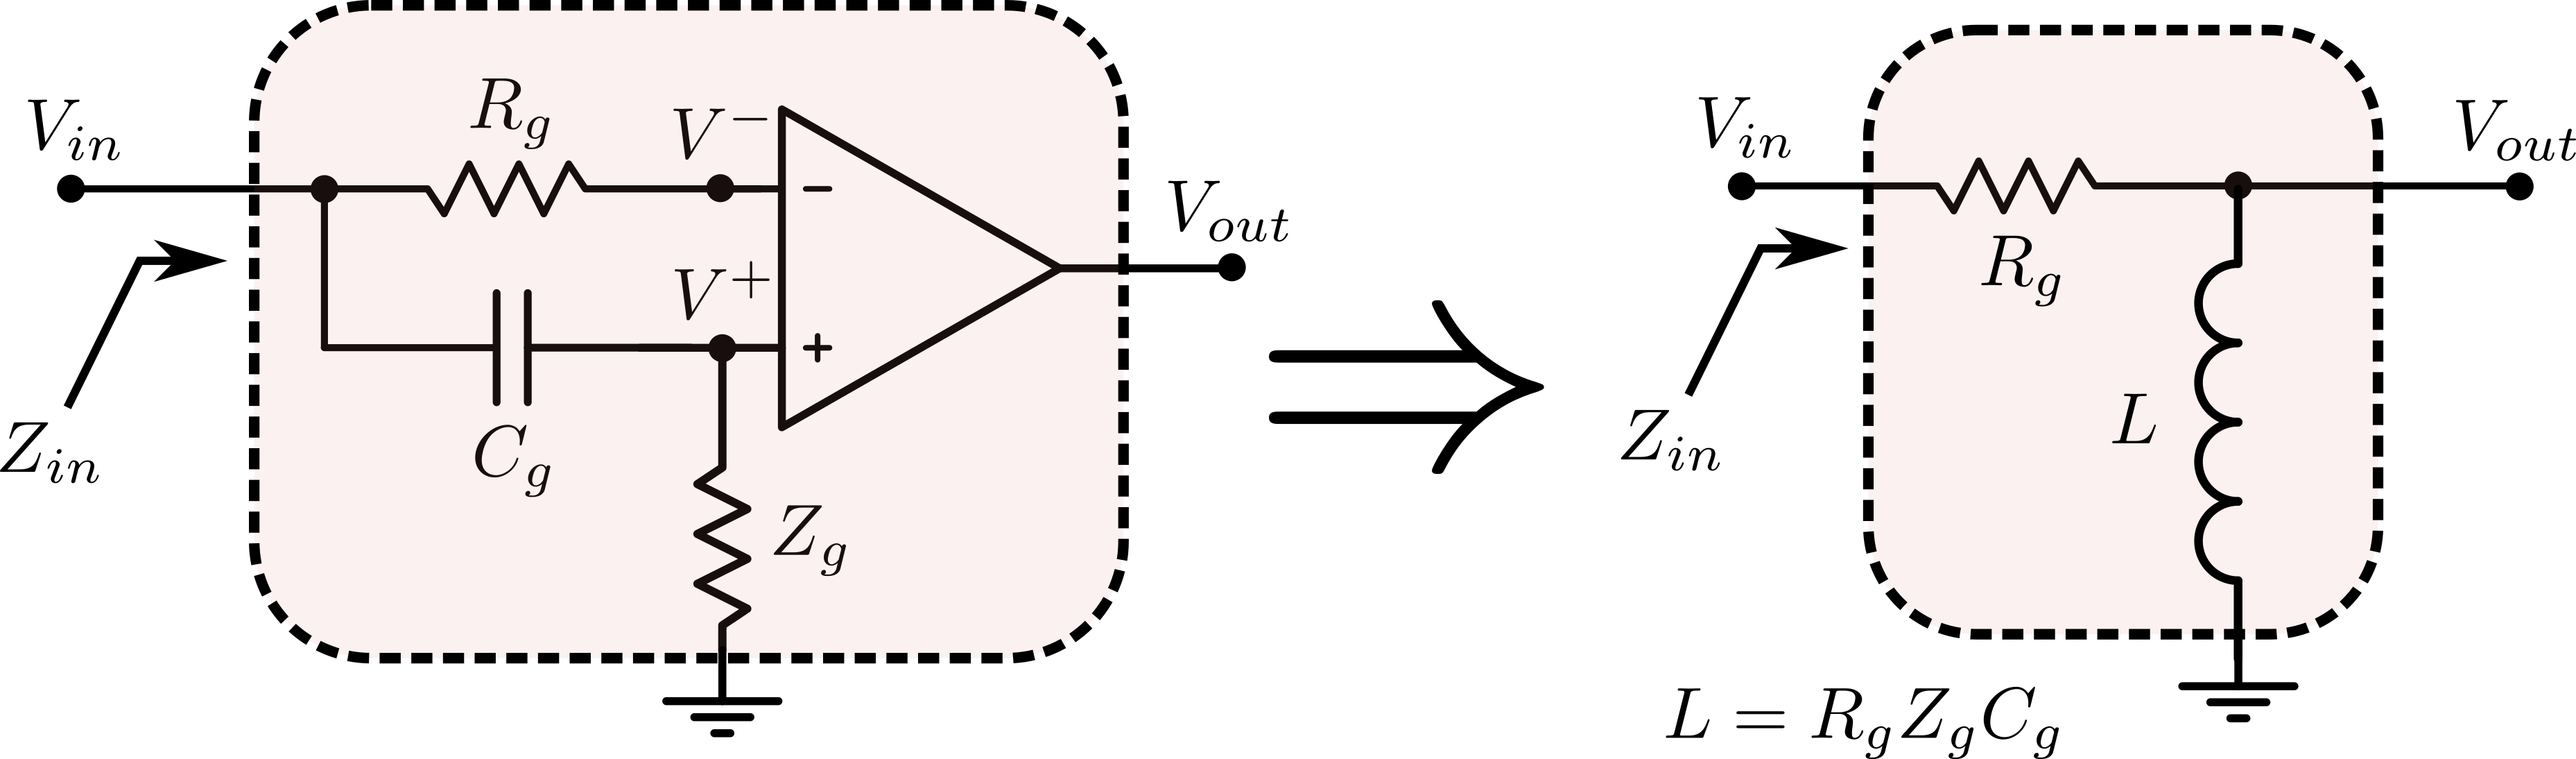 V_{in}
R_g
V^-
−
V^+
+
V_{out}
Z_{in}
C_g
Z_g
V_{in}
V_{out}
R_g
Z_{in}
L
L = R_g Z_g C_g